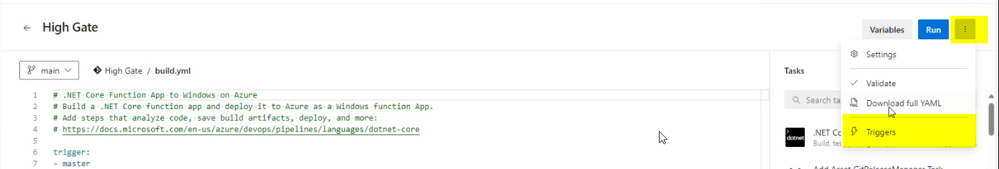 High Gate
Variables
Run
Settings
Validate
Download full YAML
Triggers
main
High Gate / build.yml
1 # .NET Core Function App to Windows on Azure
2 # Build a .NET Core function app and deploy it to Azure as a Windows function App.
3 # Add steps that analyze code, save build artifacts, deploy, and more:
4 # https://docs.microsoft.com/en-us/azure/devops/pipelines/languages/dotnet-core
5
6 trigger:
7 - master
Tasks
Search ta
dotnet
.NET Co
Build, tes